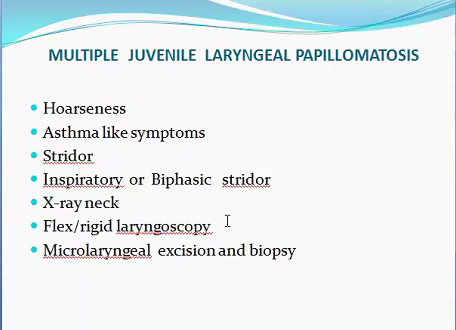 MULTIPLE JUVENILE LARYNGEAL PAPILLOMATOSIS
Hoarseness
Asthma like symptoms
Stridor
Inspiratory or Biphasic stridor
X-ray neck
Flex/rigid laryngoscopy
Microlaryngeal excision and biopsy